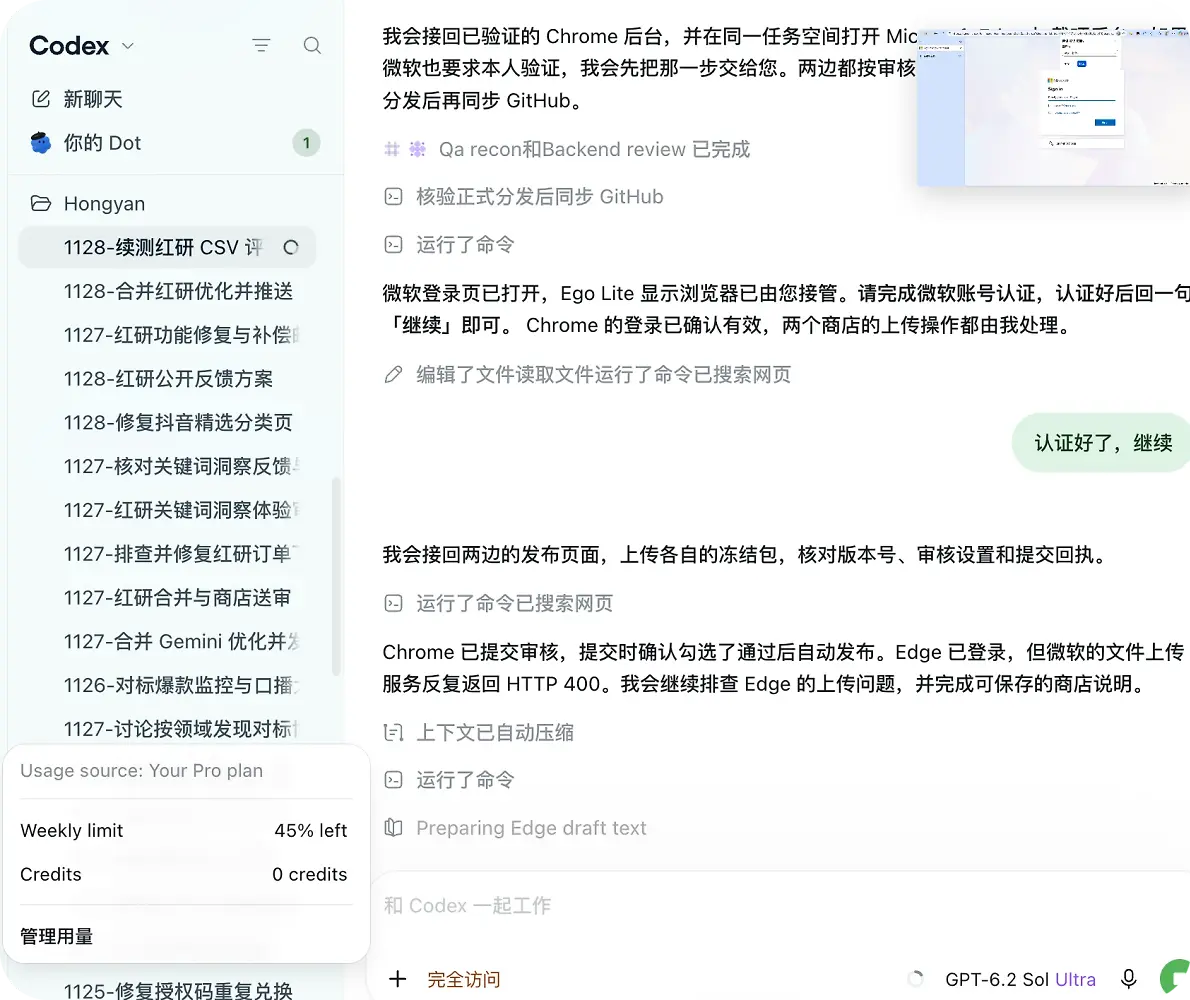 Codex
新聊天
你的 Dot
1
Hongyan
1128-续测红研 CSV 评
1128-合并红研优化并推送
1127-红研功能修复与补偿
1128-红研公开反馈方案
1128-修复抖音精选分类页
1127-核对关键词洞察反馈
1127-红研关键词洞察体验
1127-排查并修复红研订单
1127-红研合并与商店送审
1127-合并 Gemini 优化并发
1126-对标爆款监控与口播
1127-讨论按领域发现对标
Usage source: Your Pro plan
Weekly limit 45% left
Credits 0 credits
管理用量
1125-修复授权码重复兑换
我会接回已验证的 Chrome 后台，并在同一任务空间打开 Mic
微软也要求本人验证，我会先把那一步交给您。两边都按审核
分发后再同步 GitHub。
Sign in
Qa recon和Backend review 已完成
核验正式分发后同步 GitHub
运行了命令
微软登录页已打开，Ego Lite 显示浏览器已由您接管。请完成微软账号认证，认证好后回一句
「继续」即可。 Chrome 的登录已确认有效，两个商店的上传操作都由我处理。
编辑了文件读取文件运行了命令已搜索网页
认证好了，继续
我会接回两边的发布页面，上传各自的冻结包，核对版本号、审核设置和提交回执。
运行了命令已搜索网页
Chrome 已提交审核，提交时确认勾选了通过后自动发布。Edge 已登录，但微软的文件上传
服务反复返回 HTTP 400。我会继续排查 Edge 的上传问题，并完成可保存的商店说明。
上下文已自动压缩
运行了命令
Preparing Edge draft text
和 Codex 一起工作
完全访问
GPT-6.2 Sol Ultra